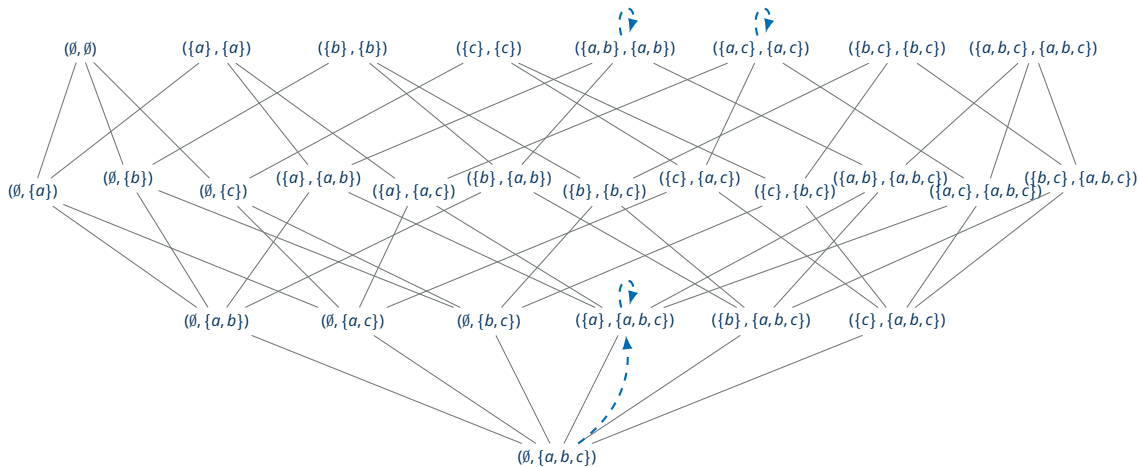 (∅, ∅) ({a} , {a}) ({b} , {b}) ({c} , {c}) ({a, b} , {a, b}) ({a, c} , {a, c}) ({b, c} , {b, c}) ({a, b, c} , {a, b, c})
(∅, {a}) (∅, {b}) (∅, {c}) ({a} , {a, b}) ({a} , {a, c}) ({b} , {a, b}) ({b} , {b, c}) ({c} , {a, c}) ({c} , {b, c}) ({a, b} , {a, b, c}) ({a, c} , {a, b, c}) ({b, c} , {a, b, c})
(∅, {a, b}) (∅, {a, c}) (∅, {b, c}) ({a} , {a, b, c}) ({b} , {a, b, c}) ({c} , {a, b, c})
(∅, {a, b, c})